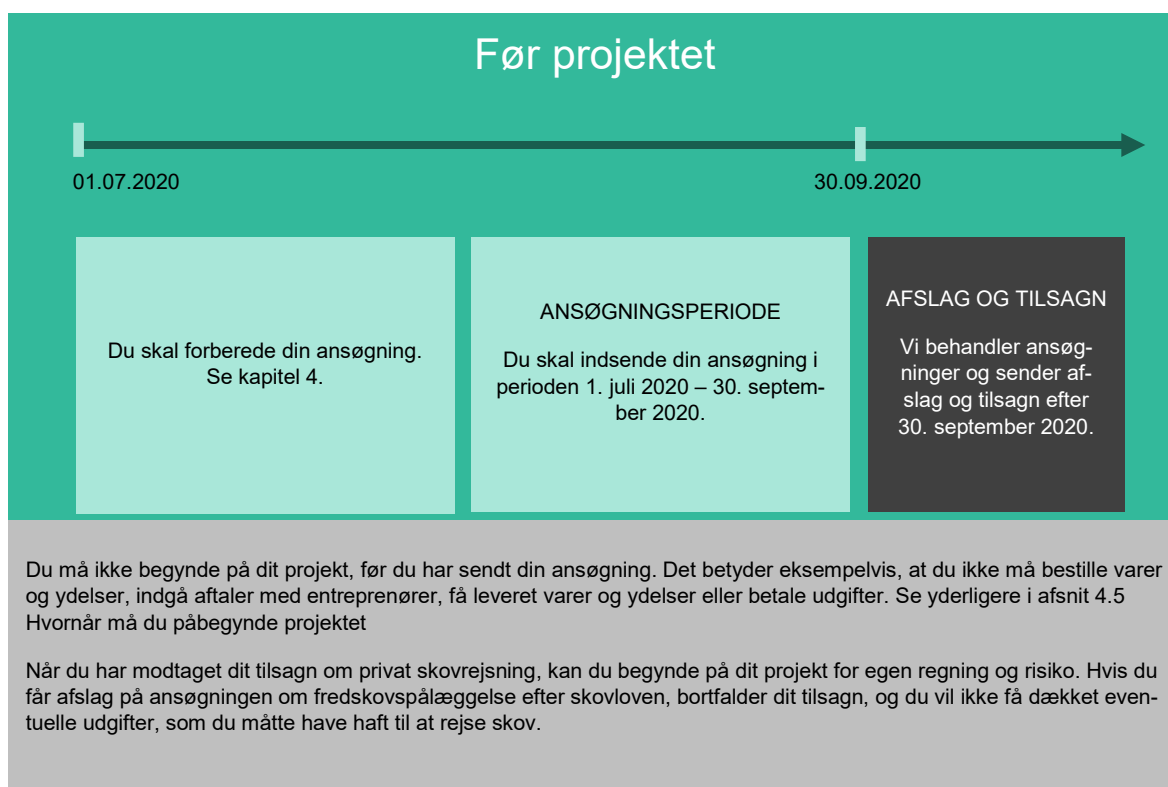 Før projektet
01.07.2020
30.09.2020
Du skal forberede din ansøgning.
Se kapitel 4.
ANSØGNINGSPERIODE
Du skal indsende din ansøgning i
perioden 1. juli 2020 – 30. septem-
ber 2020.
AFSLAG OG TILSAGN
Vi behandler ansøg-
ninger og sender af-
slag og tilsagn efter
30. september 2020.
Du må ikke begynde på dit projekt, før du har sendt din ansøgning. Det betyder eksempelvis, at du ikke må bestille varer
og ydelser, indgå aftaler med entreprenører, få leveret varer og ydelser eller betale udgifter. Se yderligere i afsnit 4.5
Hvornår må du påbegynde projektet
Når du har modtaget dit tilsagn om privat skovrejsning, kan du begynde på dit projekt for egen regning og risiko. Hvis du
får afslag på ansøgningen om fredskovspålæggelse efter skovloven, bortfalder dit tilsagn, og du vil ikke få dækket even-
tuelle udgifter, som du måtte have haft til at rejse skov.